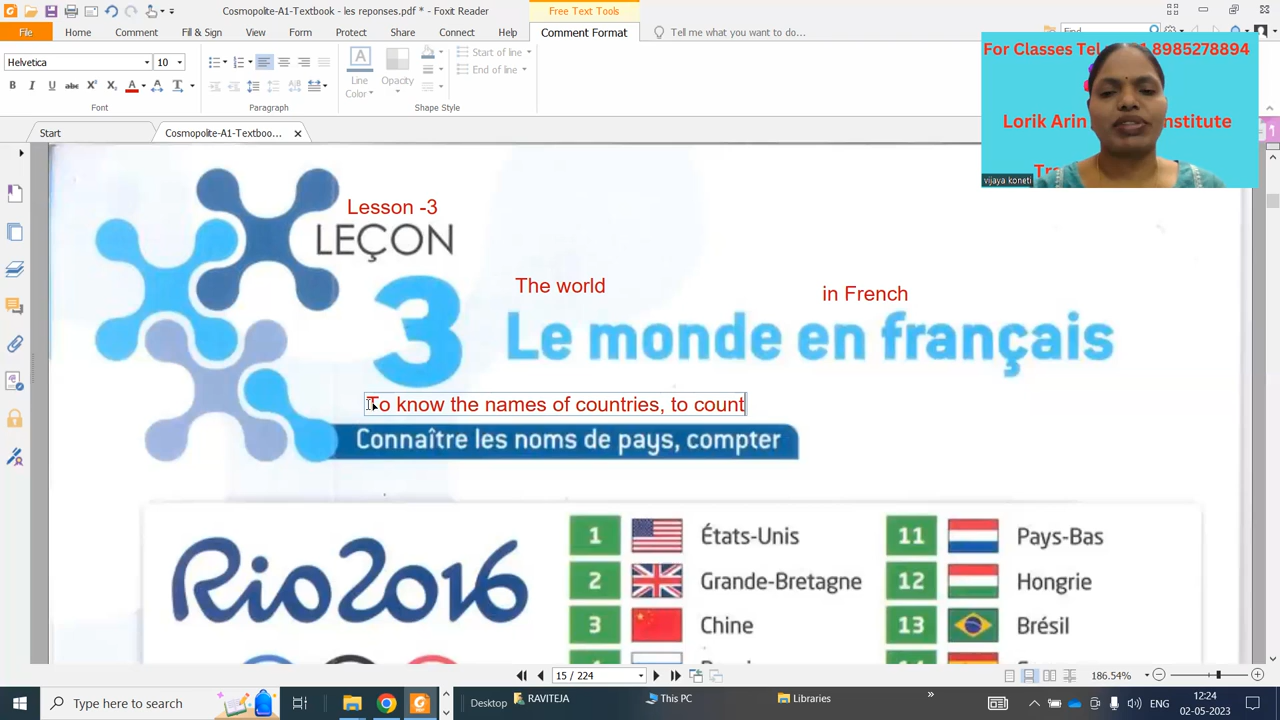 Cosmopolite-A1-Textbook - les reponses.pdf * - Foxit Reader
Free Text Tools
File Home Comment Fill & Sign View Form Protect Share Connect Help Comment Format Tell me what you want to do...
Find
Helvetica 10
Line Color
Opacity
Start of line
End of line
Font Paragraph Shape Style
Start Cosmopolite-A1-Textboo...
For Classes Tel 8985278894
Lorik Arin
vijaya koneti
Lesson -3
LEÇON
3
The world in French
Le monde en français
To know the names of countries, to count
Connaître les noms de pays, compter
Rio2016
1 États-Unis 11 Pays-Bas
2 Grande-Bretagne 12 Hongrie
3 Chine 13 Brésil
15 / 224
186.54%
Type here to search
Desktop
RAVITEJA
This PC
Libraries
ENG
12:24
02-05-2023